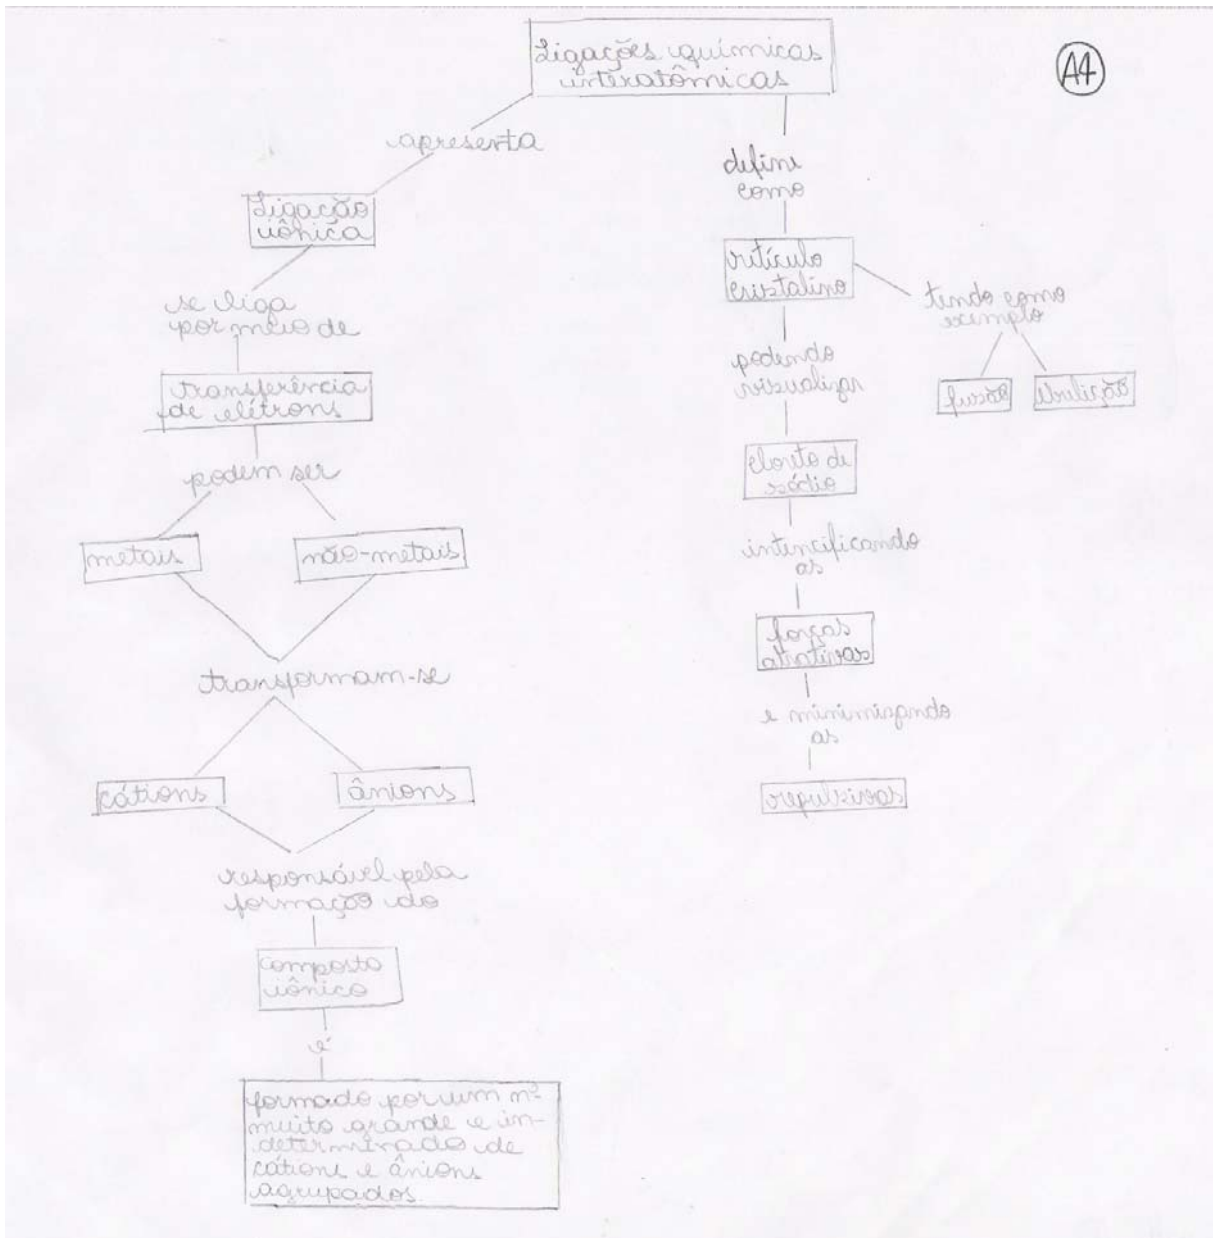 Ligações químicas
interatômicas
A4
apresenta
Ligação
iônica
se liga
por meio de
transferência
de elétrons
podem ser
metais
não-metais
transformam-se
cátions
ânions
responsável pela
formação do
composto
iônico
é
formado por um nº
muito grande e in-
determinado de
cátions e ânions
agrupados.
define
como
retículo
cristalino
tendo como
exemplo
fusão
ebulição
podendo
visualizar
cloreto de
sódio
intencificando
as
forças
atrativas
e minimizando
as
repulsivas